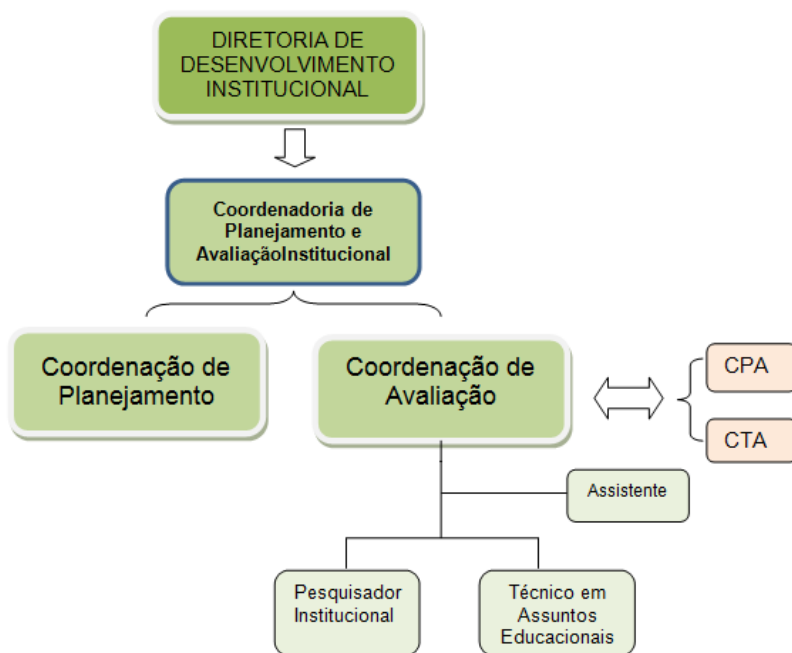 DIRETORIA DE
DESENVOLVIMENTO
INSTITUCIONAL
Coordenadoria de
Planejamento e
AvaliaçãoInstitucional
Coordenação de
Planejamento
Coordenação de
Avaliação
CPA
CTA
Assistente
Pesquisador
Institucional
Técnico em
Assuntos
Educacionais